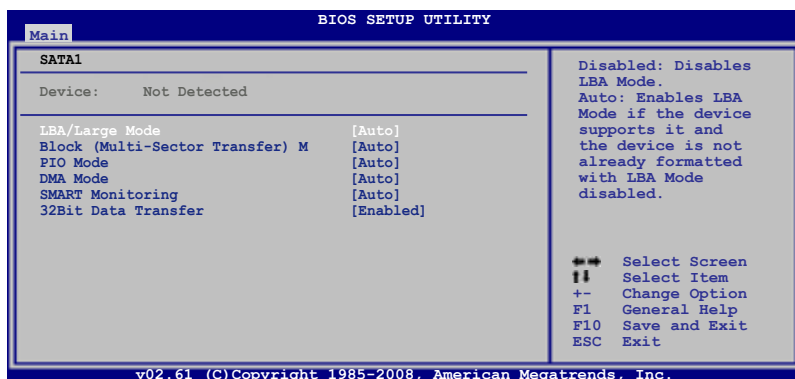 BIOS SETUP UTILITY
Main
SATA1
Device: Not Detected
LBA/Large Mode [Auto]
Block (Multi-Sector Transfer) M [Auto]
PIO Mode [Auto]
DMA Mode [Auto]
SMART Monitoring [Auto]
32Bit Data Transfer [Enabled]
Disabled: Disables
LBA Mode.
Auto: Enables LBA
Mode if the device
supports it and
the device is not
already formatted
with LBA Mode
disabled.
←→ Select Screen
↑↓ Select Item
+- Change Option
F1 General Help
F10 Save and Exit
ESC Exit
v02.61 (C)Copyright 1985-2008, American Megatrends, Inc.